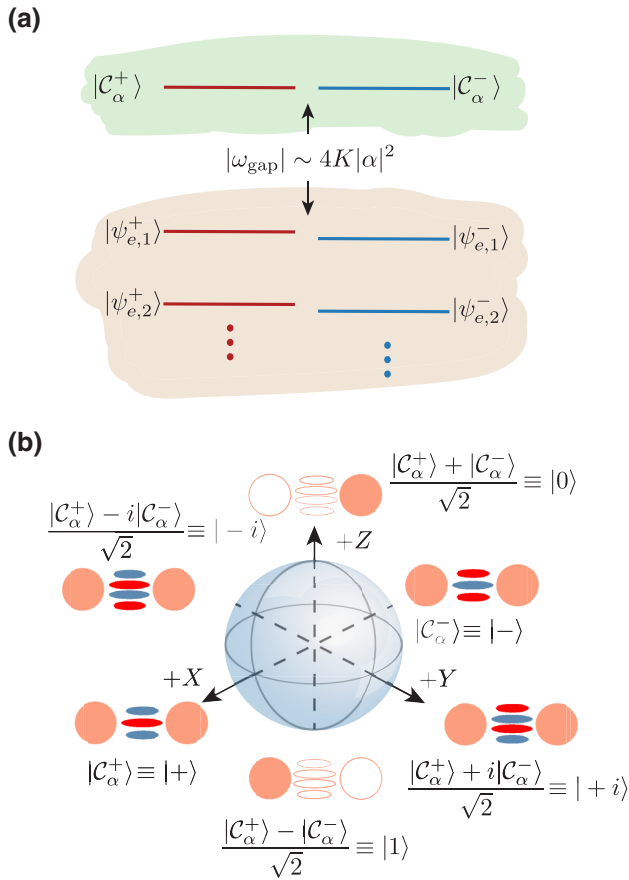 (a)
|𝒞_α^+⟩ |𝒞_α^-⟩
|ω_gap| ∼ 4K|α|^2
|ψ_{e,1}^+⟩ |ψ_{e,1}^-⟩
|ψ_{e,2}^+⟩ |ψ_{e,2}^-⟩
(b)
(|𝒞_α^+⟩ + |𝒞_α^-⟩)/√2 ≡ |0⟩
(|𝒞_α^+⟩ − i|𝒞_α^-⟩)/√2 ≡ |− i⟩
+Z
|𝒞_α^-⟩ ≡ |−⟩
+X
+Y
|𝒞_α^+⟩ ≡ |+⟩
(|𝒞_α^+⟩ + i|𝒞_α^-⟩)/√2 ≡ |+ i⟩
(|𝒞_α^+⟩ − |𝒞_α^-⟩)/√2 ≡ |1⟩